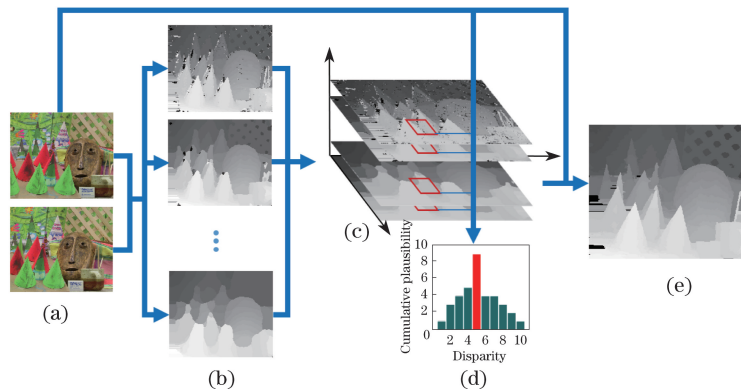 (a)
(b)
(c)
Cumulative plausibility
10
8
6
4
2
0
2 4 6 8 10
Disparity
(d)
(e)